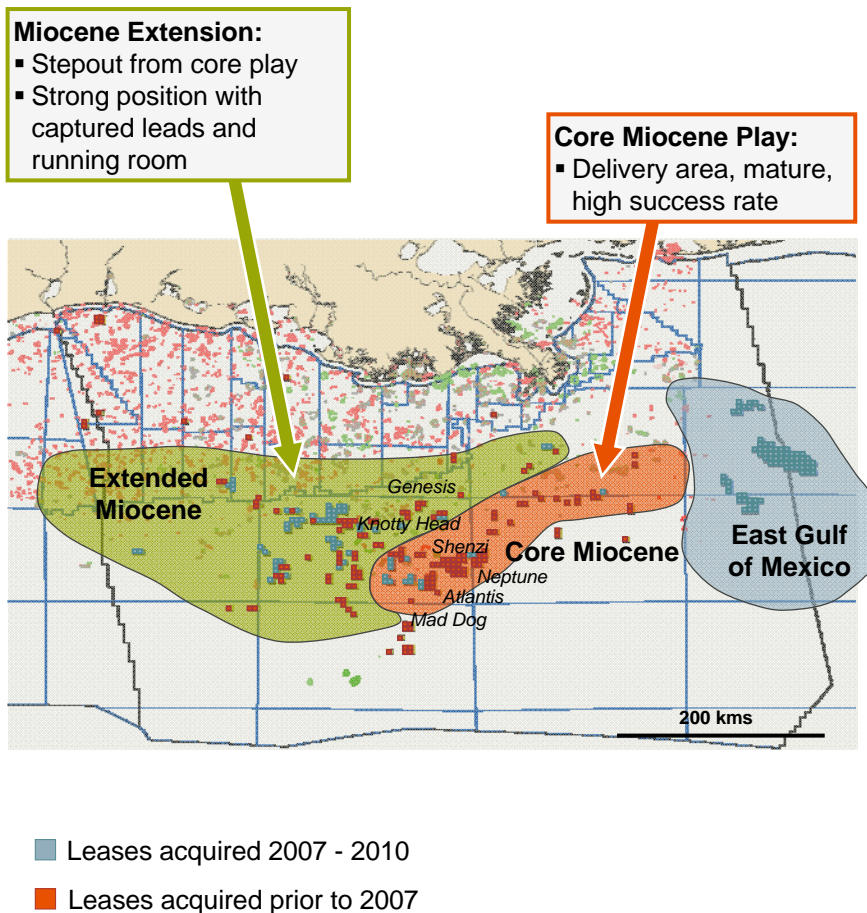 Miocene Extension:
▪ Stepout from core play
▪ Strong position with
captured leads and
running room
Core Miocene Play:
▪ Delivery area, mature,
high success rate
Extended
Miocene
Genesis
Knotty Head
Shenzi
Core Miocene
Neptune
Atlantis
Mad Dog
East Gulf
of Mexico
200 kms
Leases acquired 2007 - 2010
Leases acquired prior to 2007